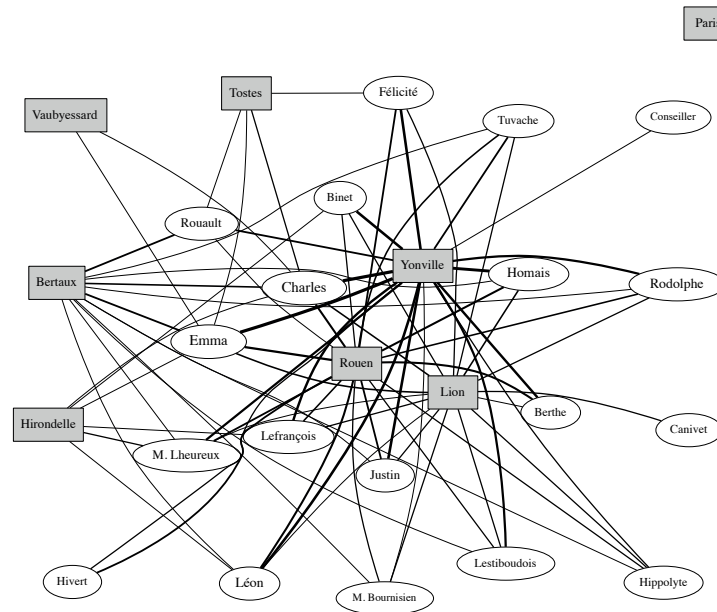 Paris
Tostes
Félicité
Vaubyessard
Tuvache
Conseiller
Binet
Rouault
Yonville
Homais
Bertaux
Charles
Rodolphe
Emma
Rouen
Lion
Berthe
Hirondelle
Lefrançois
Canivet
M. Lheureux
Justin
Hivert
Léon
Lestiboudois
M. Bournisien
Hippolyte